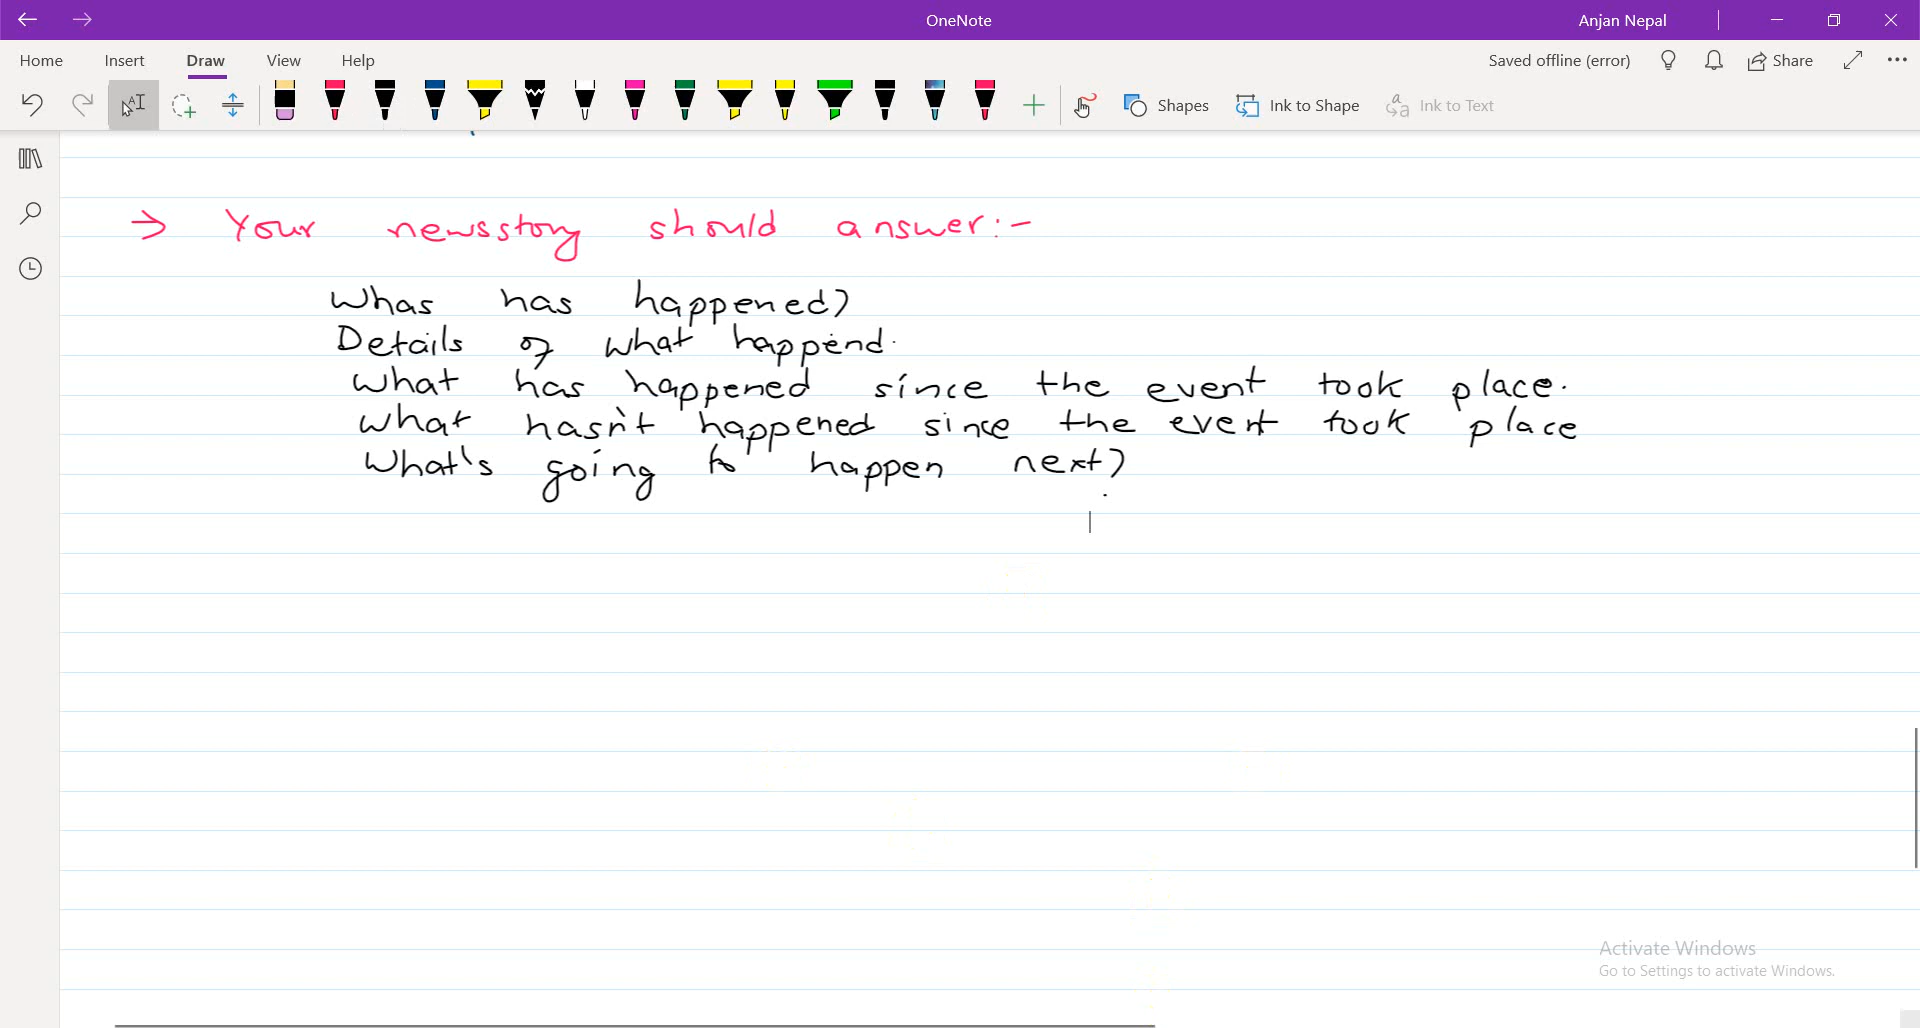 OneNote
Anjan Nepal
Home Insert Draw View Help
Saved offline (error)
Share
Shapes
Ink to Shape
Ink to Text
→ Your newsstory should answer:-
Whas has happened?
Details of what happend.
What has happened since the event took place.
What hasn't happened since the event took place
What's going to happen next?
Activate Windows
Go to Settings to activate Windows.